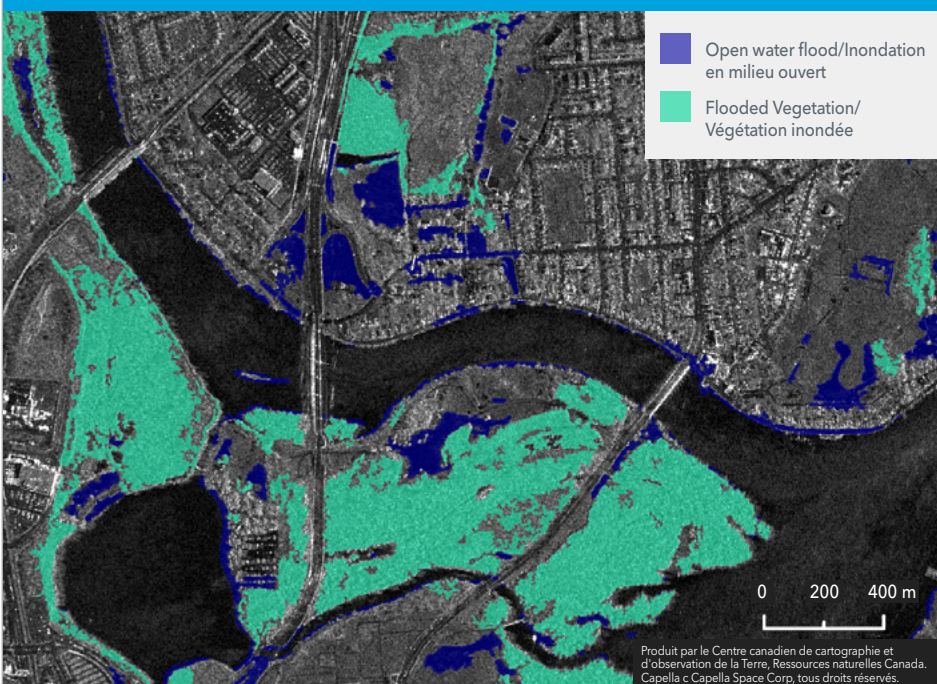 Open water flood/Inondation
en milieu ouvert
Flooded Vegetation/
Végétation inondée
0 200 400 m
Produit par le Centre canadien de cartographie et
d'observation de la Terre, Ressources naturelles Canada.
Capella c Capella Space Corp, tous droits réservés.